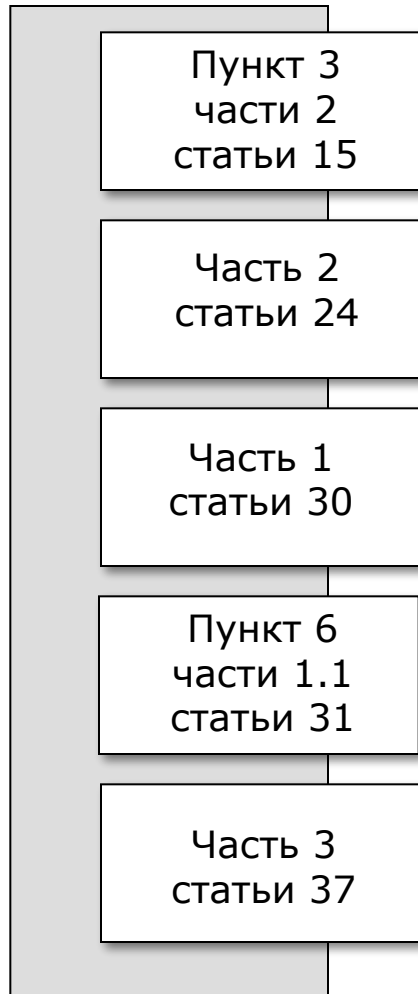 Пункт 3
части 2
статьи 15
Часть 2
статьи 24
Часть 1
статьи 30
Пункт 6
части 1.1
статьи 31
Часть 3
статьи 37